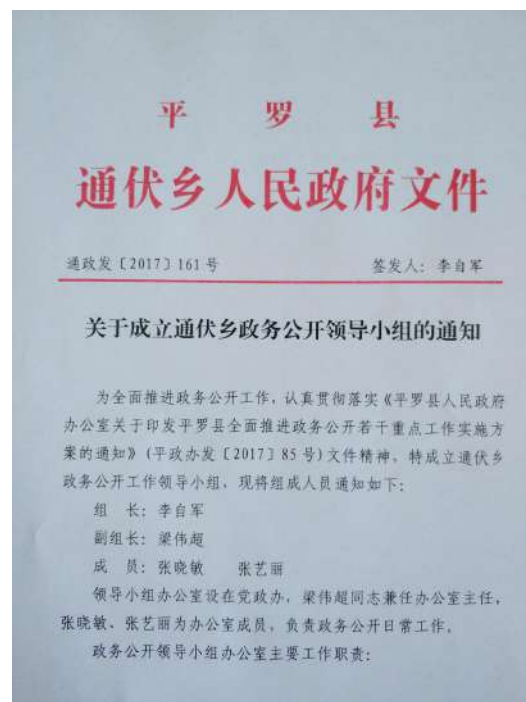 平罗县
通伏乡人民政府文件
通政发〔2017〕161号 签发人：李自军
关于成立通伏乡政务公开领导小组的通知
为全面推进政务公开工作，认真贯彻落实《平罗县人民政府
办公室关于印发平罗县全面推进政务公开若干重点工作实施方
案的通知》(平政办发〔2017〕85号)文件精神，特成立通伏乡
政务公开工作领导小组，现将组成人员通知如下：
组 长：李自军
副组长：梁伟超
成 员：张晓敏 张艺丽
领导小组办公室设在党政办，梁伟超同志兼任办公室主任，
张晓敏、张艺丽为办公室成员，负责政务公开日常工作。
政务公开领导小组办公室主要工作职责：